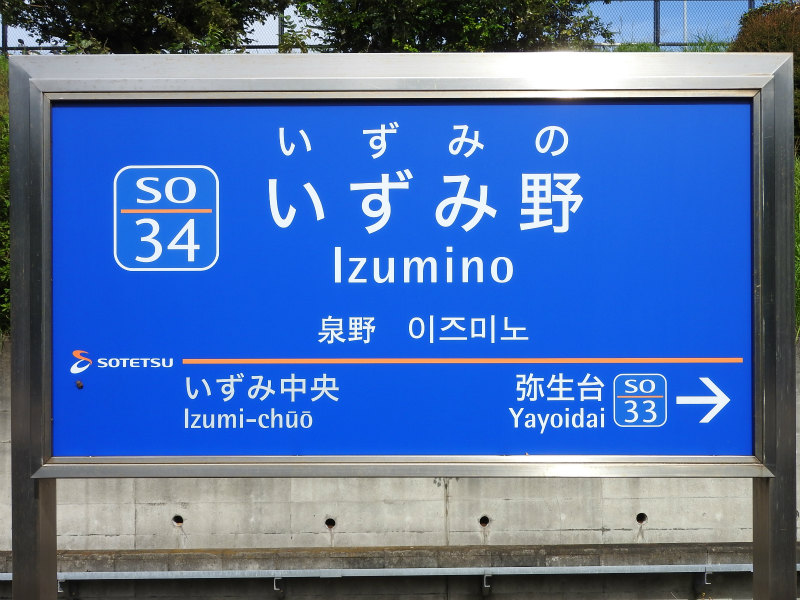 いずみの
SO
34
いずみ野
Izumino
泉野 이즈미노
SOTETSU
いずみ中央
Izumi-chūō
弥生台
Yayoidai
SO
33